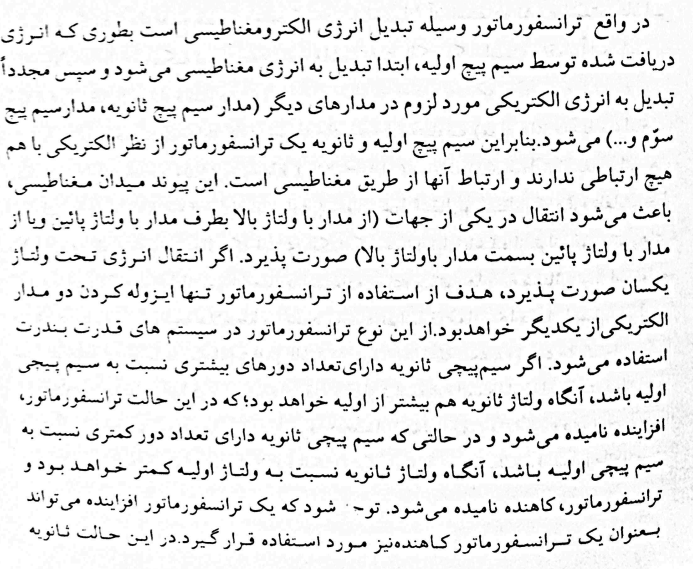 در واقع ترانسفورماتور وسیله تبدیل انرژی الکترومغناطیسی است بطوری که انرژی
دریافت شده توسط سیم پیچ اولیه، ابتدا تبدیل به انرژی مغناطیسی می‌شود و سپس مجدداً
تبدیل به انرژی الکتریکی مورد لزوم در مدارهای دیگر (مدار سیم پیچ ثانویه، مدارسیم پیچ
سوّم و...) می‌شود.بنابراین سیم پیچ اولیه و ثانویه یک ترانسفورماتور از نظر الکتریکی با هم
هیچ ارتباطی ندارند و ارتباط آنها از طریق مغناطیسی است. این پیوند میدان مغناطیسی،
باعث می‌شود انتقال در یکی از جهات (از مدار با ولتاژ بالا بطرف مدار با ولتاژ پائین ویا از
مدار با ولتاژ پائین بسمت مدار باولتاژ بالا) صورت پذیرد. اگر انتقال انرژی تحت ولتاژ
یکسان صورت پذیرد، هدف از استفاده از ترانسفورماتور تنها ایزوله کردن دو مدار
الکتریکی‌از یکدیگر خواهدبود.از این نوع ترانسفورماتور در سیستم های قدرت بندرت
استفاده می‌شود. اگر سیم‌پیچی ثانویه دارای‌تعداد دورهای بیشتری نسبت به سیم پیچی
اولیه باشد، آنگاه ولتاژ ثانویه هم بیشتر از اولیه خواهد بود؛که در این حالت ترانسفورماتور،
افزاینده نامیده می‌شود و در حالتی که سیم پیچی ثانویه دارای تعداد دور کمتری نسبت به
سیم پیچی اولیه باشد، آنگاه ولتاژ ثانویه نسبت به ولتاژ اولیه کمتر خواهد بود و
ترانسفورماتور، کاهنده نامیده می‌شود. شود که یک ترانسفورماتور افزاینده می‌تواند
بعنوان یک ترانسفورماتور کاهنده‌نیز مورد استفاده قرار گیرد.در این حالت ثانویه